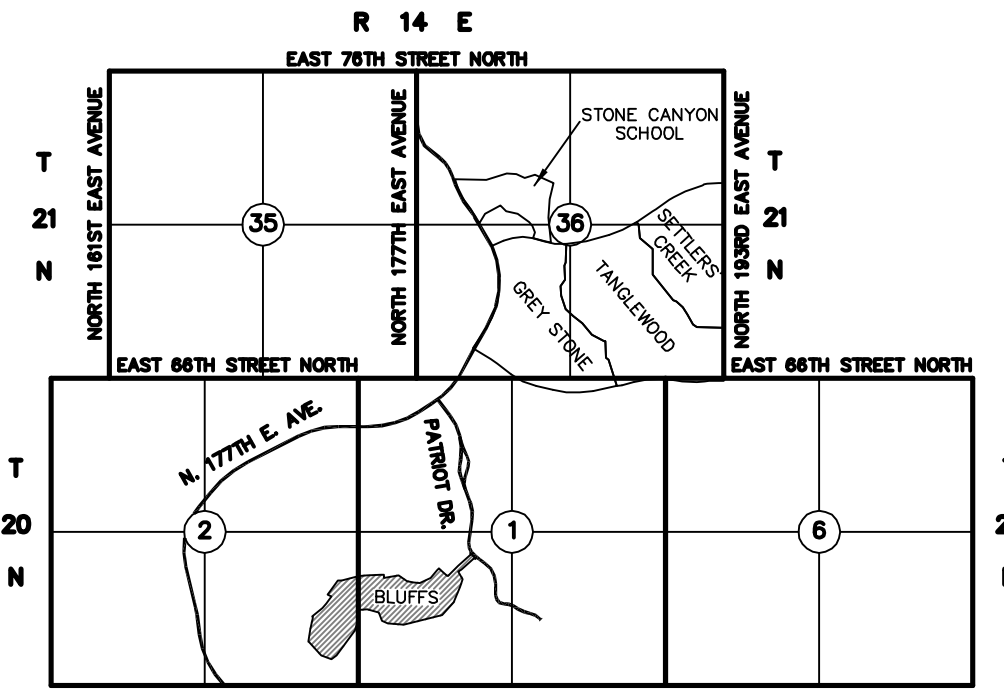 R 14 E
EAST 76TH STREET NORTH
NORTH 161ST EAST AVENUE
NORTH 177TH EAST AVENUE
NORTH 193RD EAST AVENUE
STONE CANYON
SCHOOL
T
21
N
T
21
N
35
36
SETTLERS'
CREEK
TANGLEWOOD
GREY STONE
EAST 66TH STREET NORTH
EAST 66TH STREET NORTH
N. 177TH E. AVE.
PATRIOT DR.
T
20
N
2
1
6
2
BLUFFS